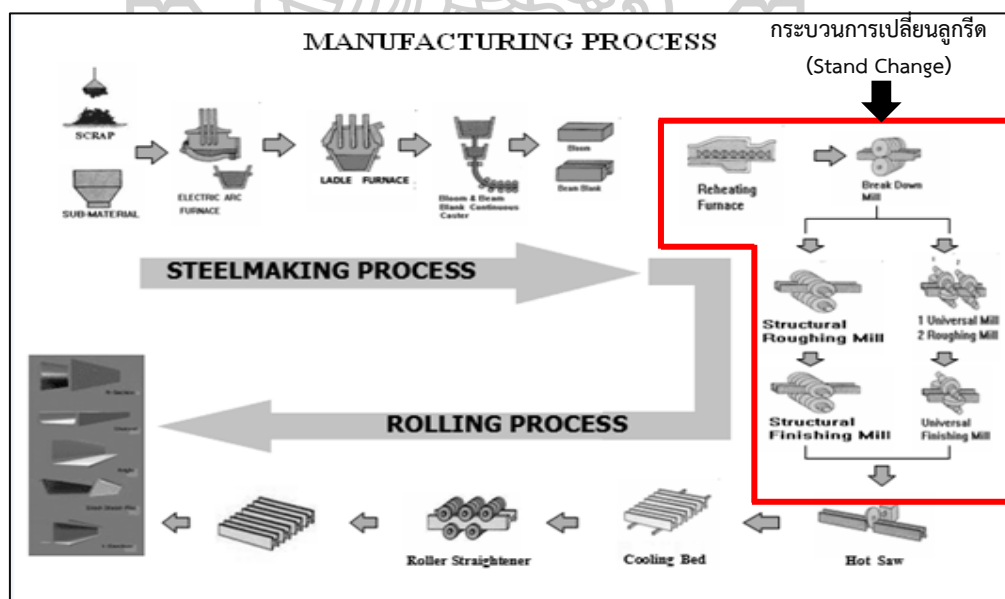 MANUFACTURING PROCESS
กระบวนการเปลี่ยนลูกรีด
(Stand Change)
SCRAP
SUB-MATERIAL
ELECTRIC ARC
FURNACE
LADLE FURNACE
Bloom & Beam
Blank Continuous
Caster
Bloom
Beam Blank
Reheating
Furnace
Break Down
Mill
STEELMAKING PROCESS
Structural
Roughing Mill
1 Universal Mill
2 Roughing Mill
Structural
Finishing Mill
Universal
Finishing Mill
ROLLING PROCESS
Channel
Angle
Roller Straightener
Cooling Bed
Hot Saw